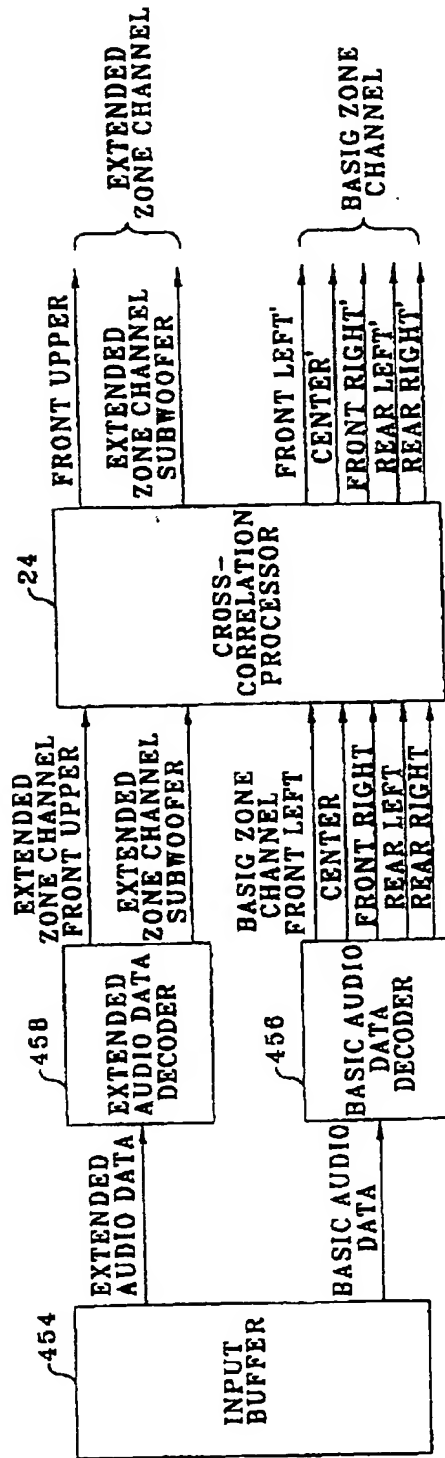 454
INPUT
BUFFER
EXTENDED
AUDIO DATA
BASIC AUDIO
DATA
458
EXTENDED
AUDIO DATA
DECODER
456
BASIC AUDIO
DATA
DECODER
EXTENDED
ZONE CHANNEL
FRONT UPPER
EXTENDED
ZONE CHANNEL
SUBWOOFER
BASIG ZONE
CHANNEL
FRONT LEFT
CENTER
FRONT RIGHT
REAR LEFT
REAR RIGHT
24
CROSS-
CORRELATION
PROCESSOR
FRONT UPPER
EXTENDED
ZONE CHANNEL
SUBWOOFER
FRONT LEFT'
CENTER'
FRONT RIGHT'
REAR LEFT'
REAR RIGHT'
EXTENDED
ZONE CHANNEL
BASIG ZONE
CHANNEL